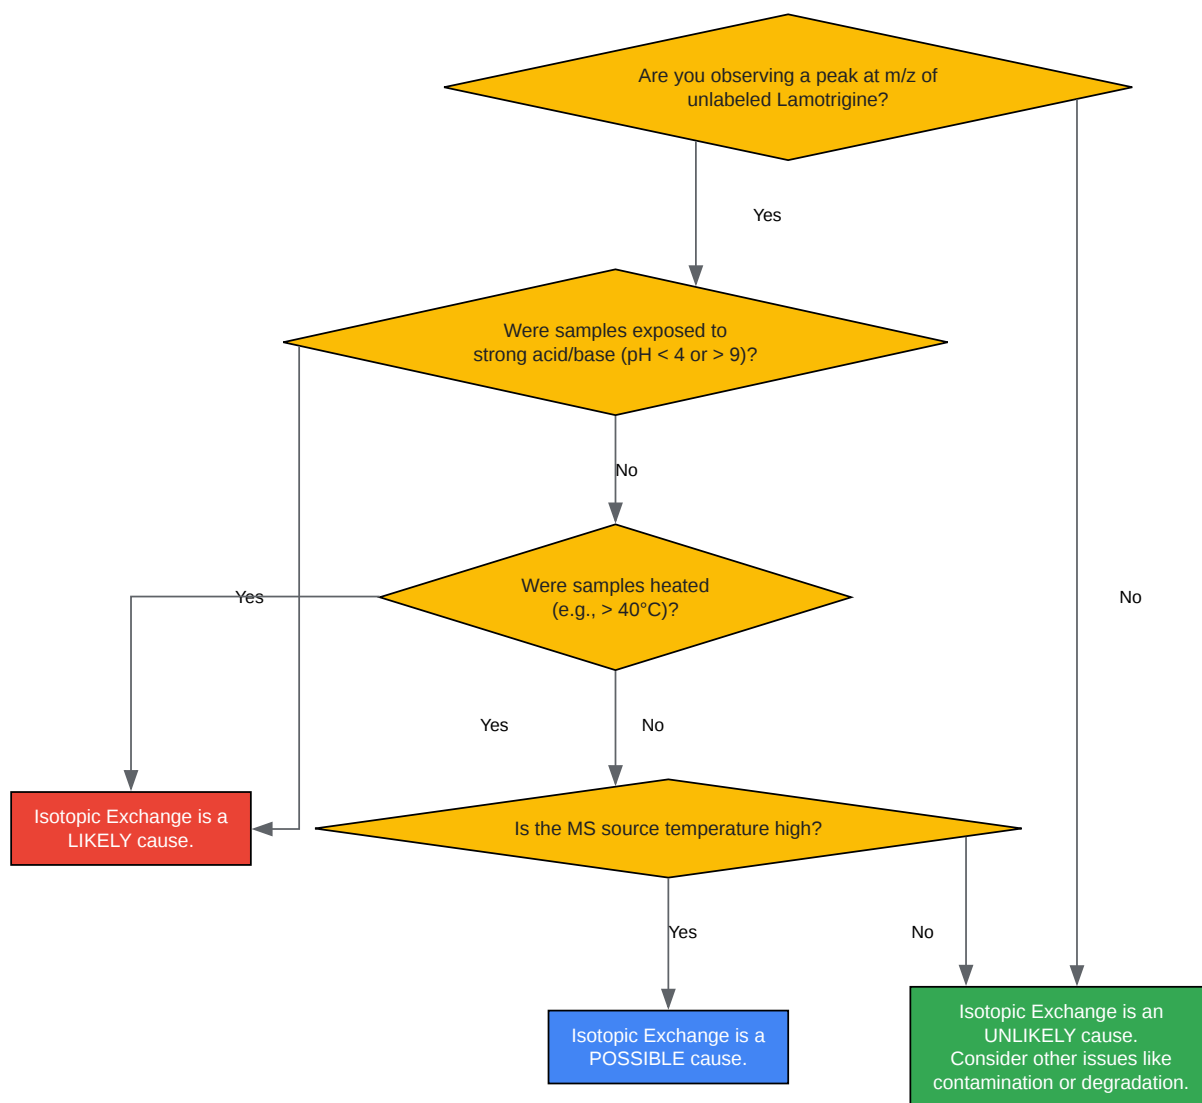 Are you observing a peak at m/z of
unlabeled Lamotrigine?
Yes
Were samples exposed to
strong acid/base (pH < 4 or > 9)?
No
Were samples heated
(e.g., > 40°C)?
Yes
No
Yes
No
Isotopic Exchange is a
LIKELY cause.
Is the MS source temperature high?
Yes
No
Isotopic Exchange is a
POSSIBLE cause.
Isotopic Exchange is an
UNLIKELY cause.
Consider other issues like
contamination or degradation.